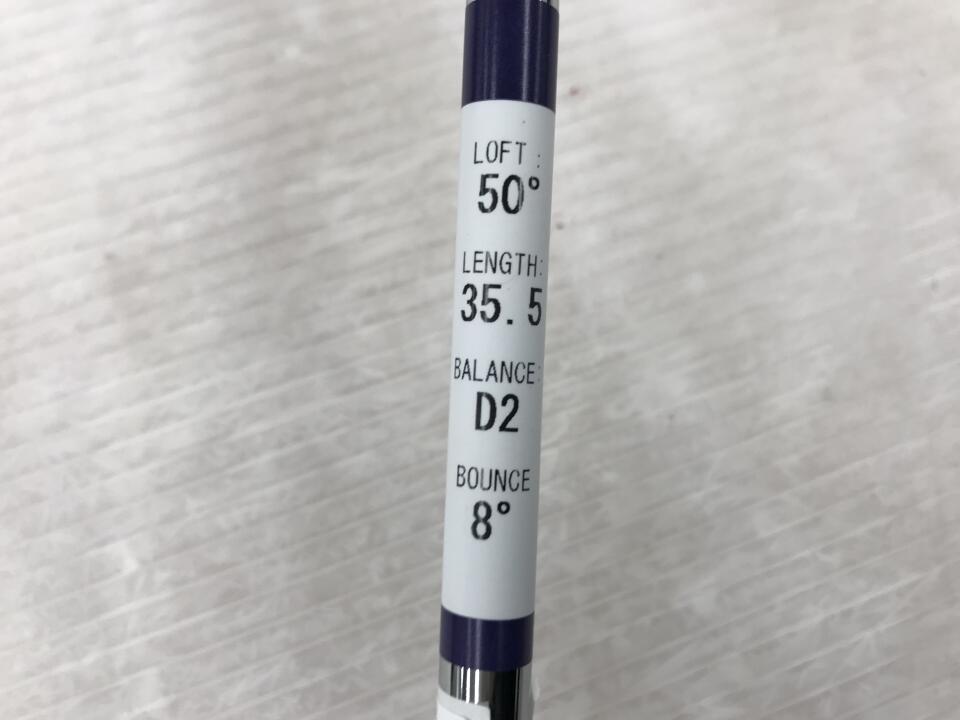 LOFT :
50°
LENGTH:
35.5
BALANCE:
D2
BOUNCE
8°